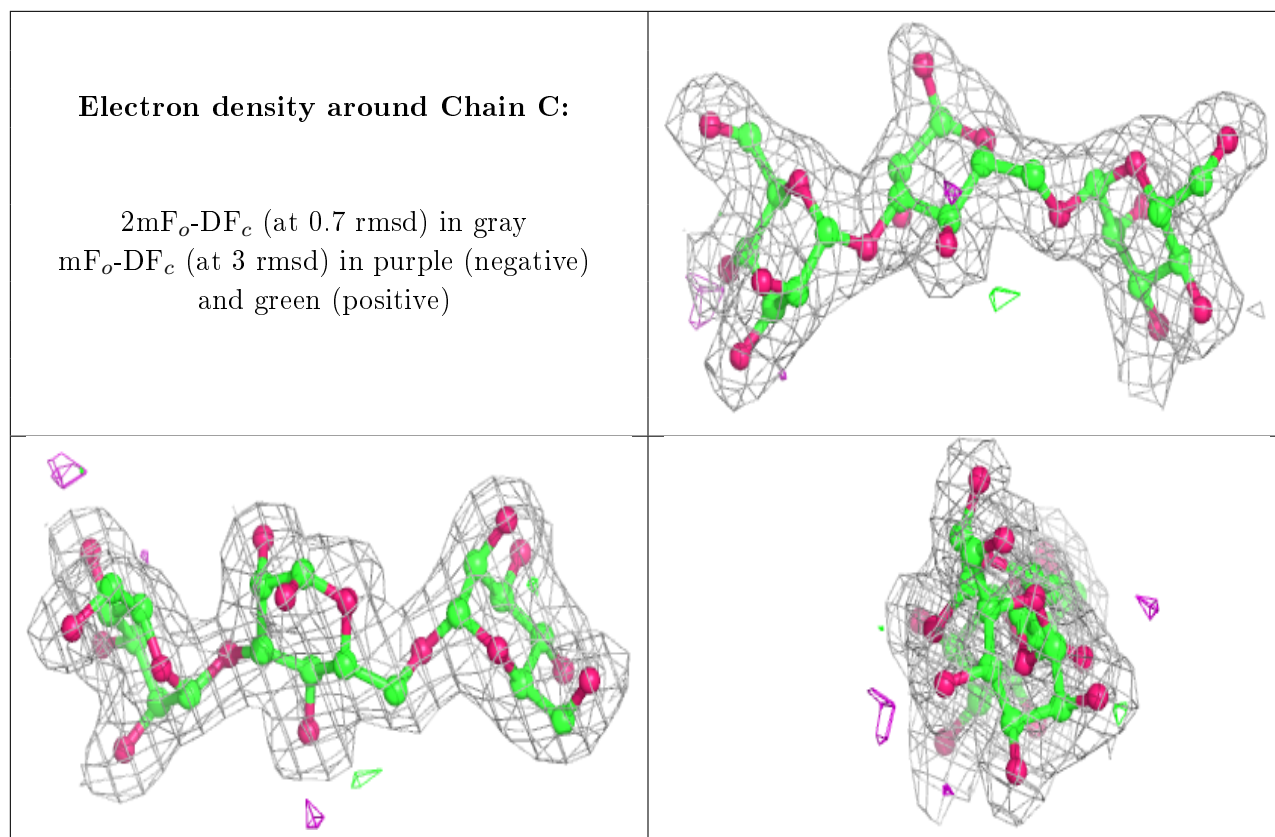 Electron density around Chain C:
2mFo-DFc (at 0.7 rmsd) in gray
mFo-DFc (at 3 rmsd) in purple (negative)
and green (positive)